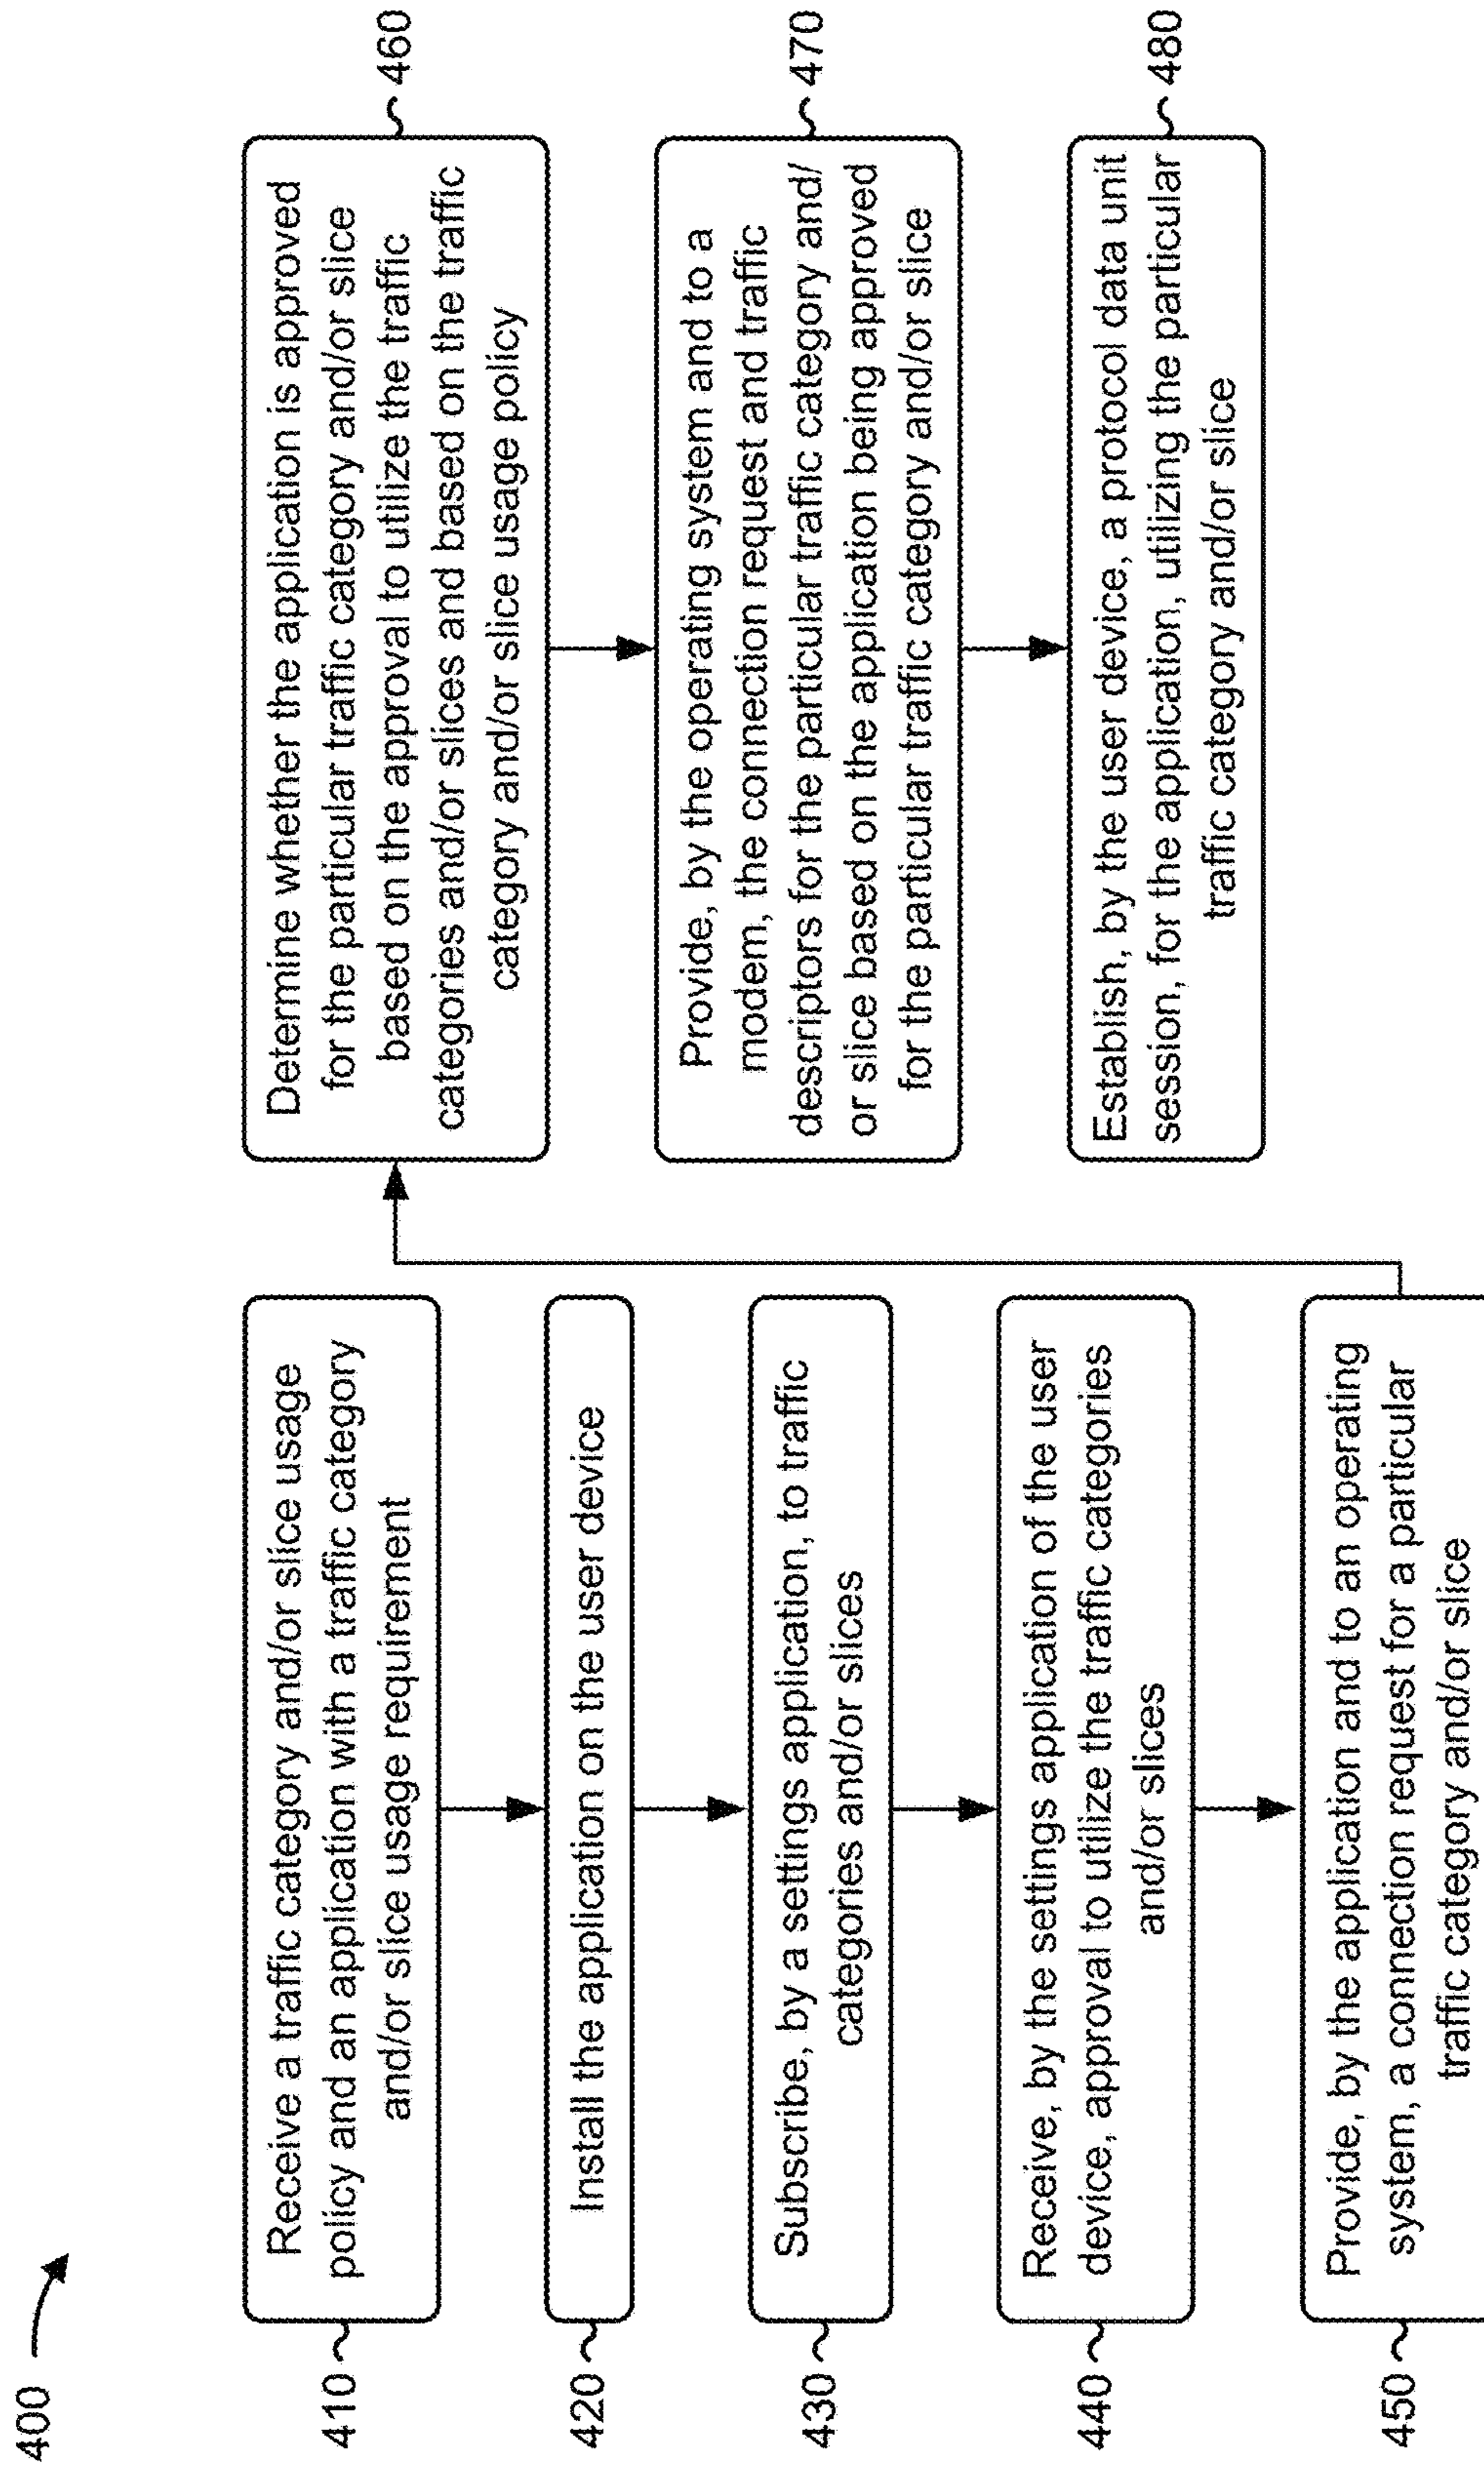 400
410
Receive a traffic category and/or slice usage
policy and an application with a traffic category
and/or slice usage requirement
420
Install the application on the user device
430
Subscribe, by a settings application, to traffic
categories and/or slices
440
Receive, by the settings application of the user
device, approval to utilize the traffic categories
and/or slices
450
Provide, by the application and to an operating
system, a connection request for a particular
traffic category and/or slice
460
Determine whether the application is approved
for the particular traffic category and/or slice
based on the approval to utilize the traffic
categories and/or slices and based on the traffic
category and/or slice usage policy
470
Provide, by the operating system and to a
modem, the connection request and traffic
descriptors for the particular traffic category and/
or slice based on the application being approved
for the particular traffic category and/or slice
480
Establish, by the user device, a protocol data unit
session, for the application, utilizing the particular
traffic category and/or slice